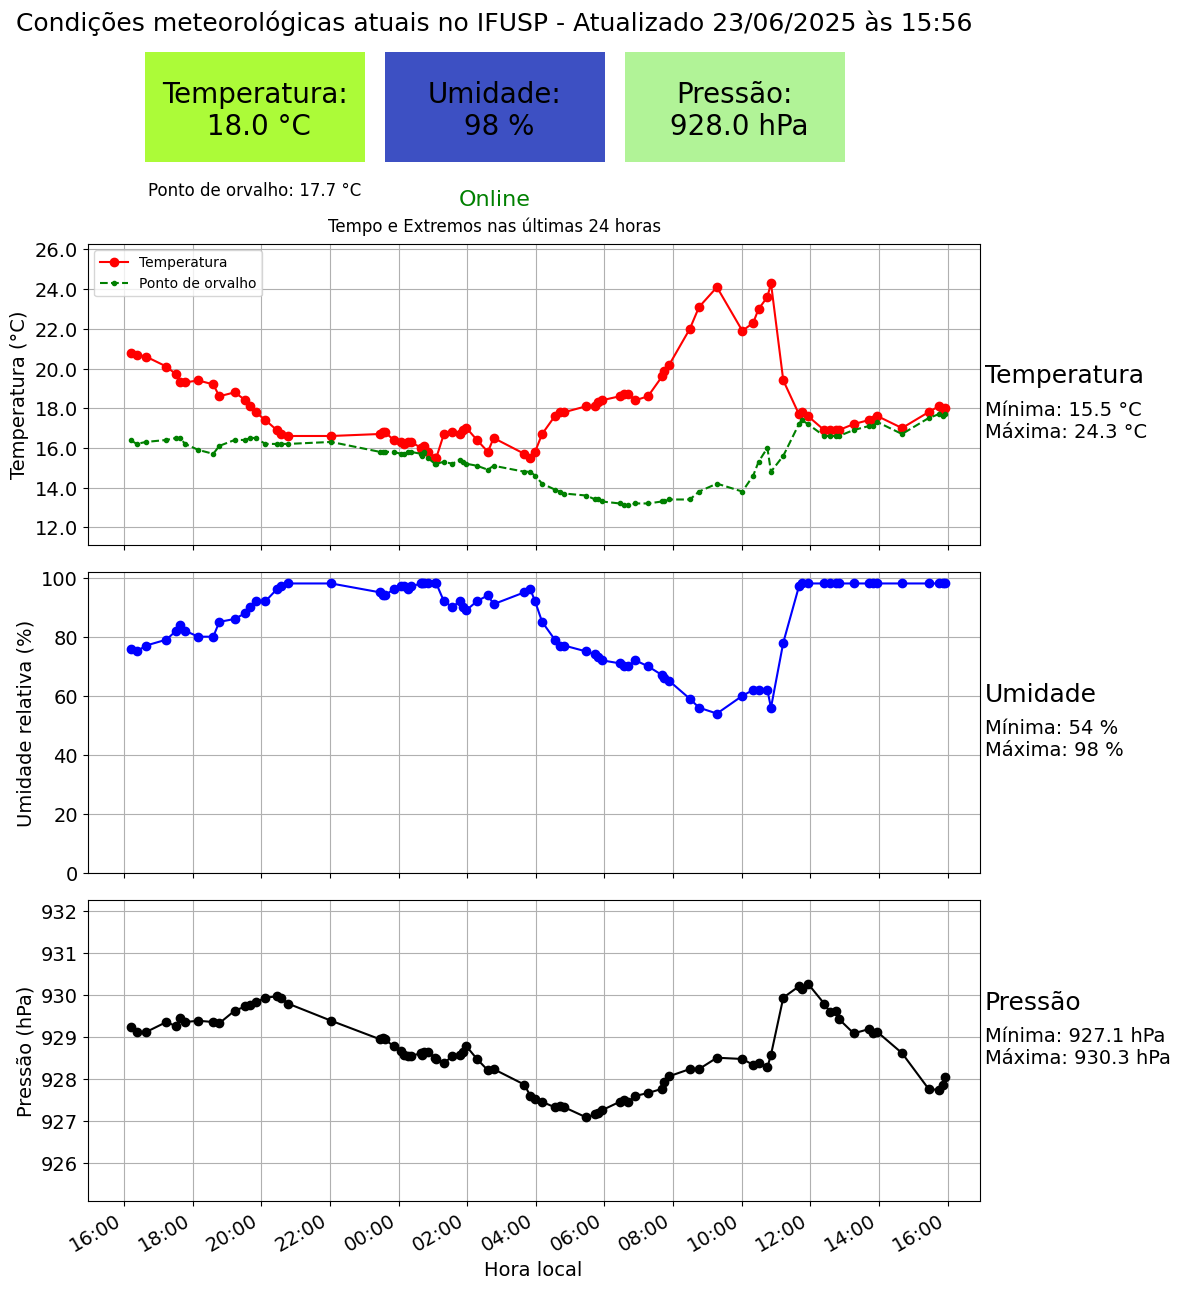 Condições meteorológicas atuais no IFUSP - Atualizado 23/06/2025 às 15:56
Temperatura:
18.0 °C
Umidade:
98 %
Pressão:
928.0 hPa
Ponto de orvalho: 17.7 °C
Online
Tempo e Extremos nas últimas 24 horas
Temperatura
Ponto de orvalho
Temperatura (°C)
26.0
24.0
22.0
20.0
18.0
16.0
14.0
12.0
Temperatura
Mínima: 15.5 °C
Máxima: 24.3 °C
Umidade relativa (%)
100
80
60
40
20
0
Umidade
Mínima: 54 %
Máxima: 98 %
Pressão (hPa)
932
931
930
929
928
927
926
Pressão
Mínima: 927.1 hPa
Máxima: 930.3 hPa
16:00
18:00
20:00
22:00
00:00
02:00
04:00
06:00
08:00
10:00
12:00
14:00
16:00
Hora local